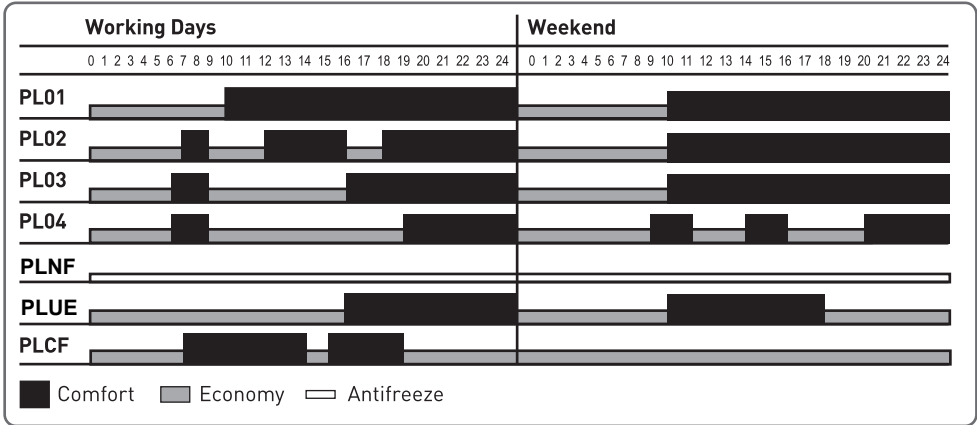 Working Days Weekend
0 1 2 3 4 5 6 7 8 9 10 11 12 13 14 15 16 17 18 19 20 21 22 23 24 0 1 2 3 4 5 6 7 8 9 10 11 12 13 14 15 16 17 18 19 20 21 22 23 24
PL01
PL02
PL03
PL04
PLNF
PLUE
PLCF
Comfort Economy Antifreeze